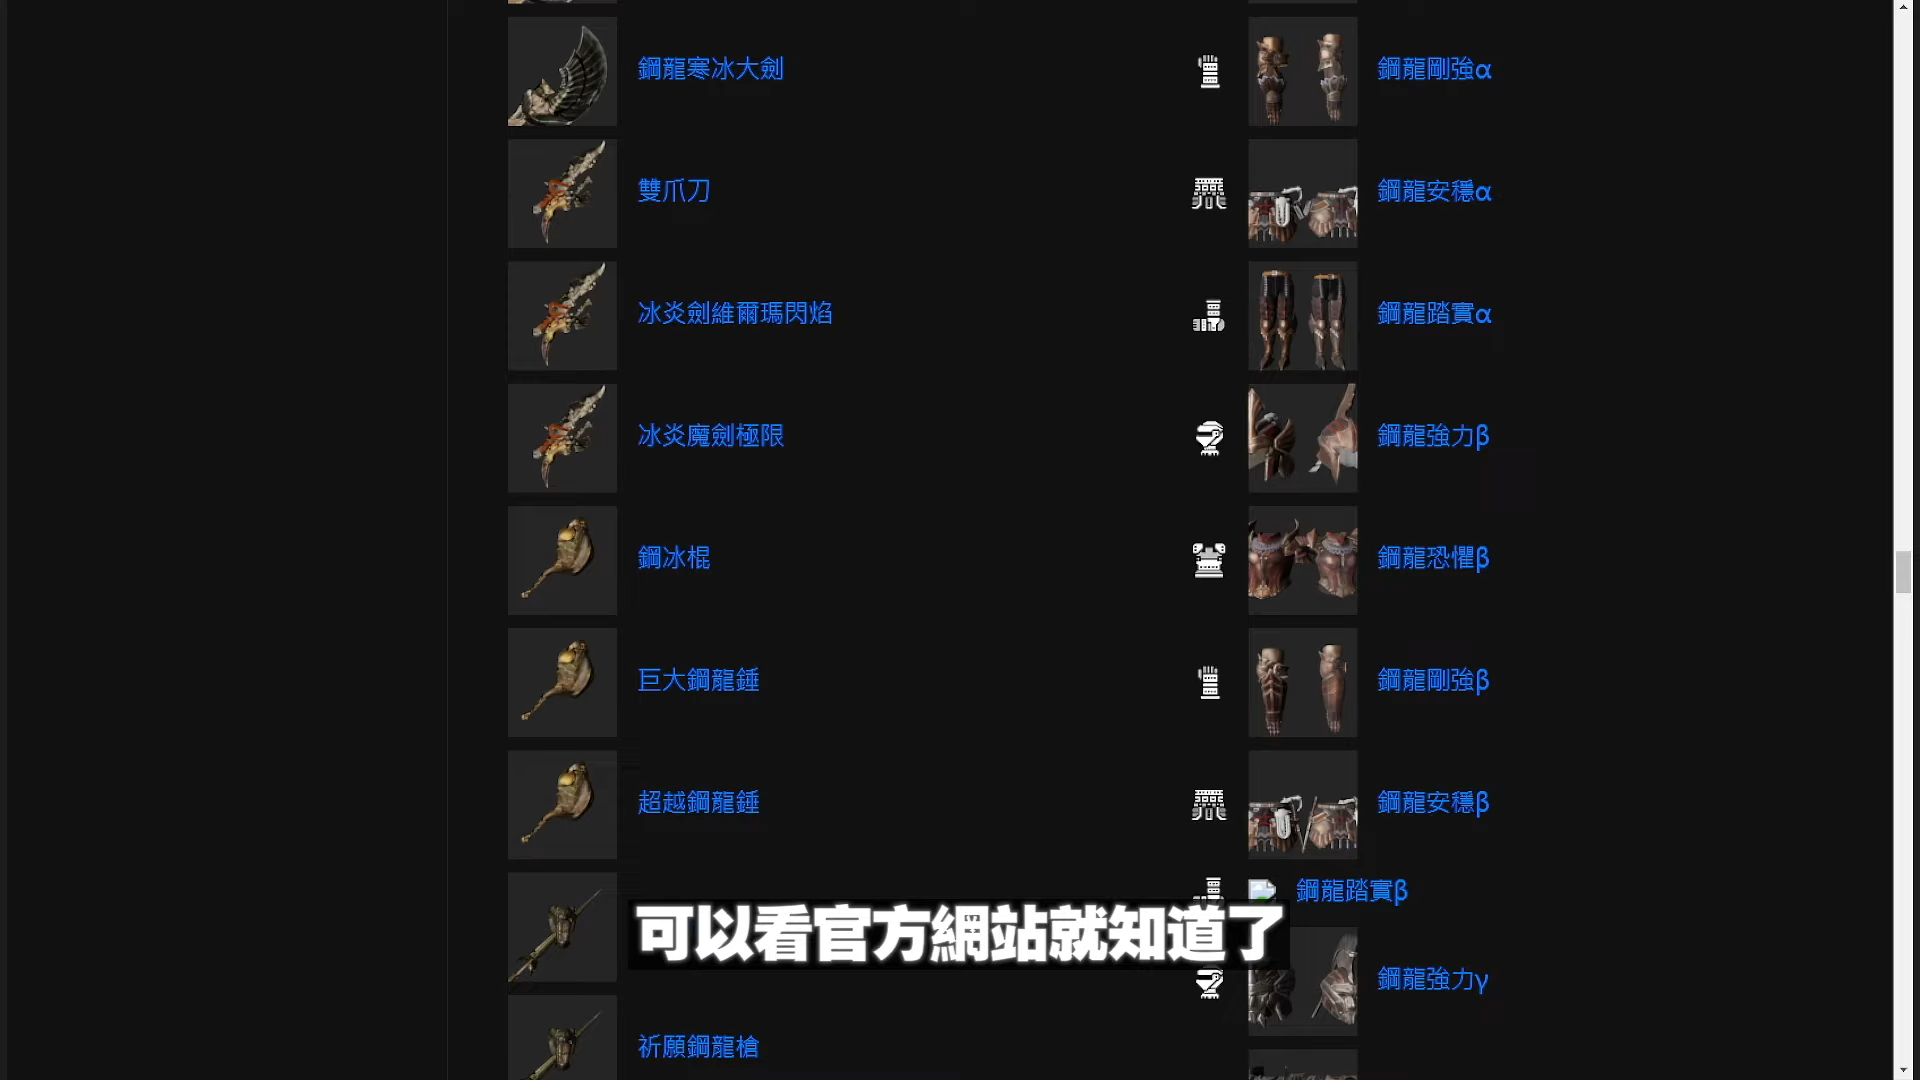 鋼龍寒冰大劍
雙爪刀
冰炎劍維爾瑪閃焰
冰炎魔劍極限
鋼冰棍
巨大鋼龍錘
超越鋼龍錘
祈願鋼龍槍
鋼龍剛強α
鋼龍安穩α
鋼龍踏實α
鋼龍強力β
鋼龍恐懼β
鋼龍剛強β
鋼龍安穩β
鋼龍踏實β
鋼龍強力γ
可以看官方網站就知道了